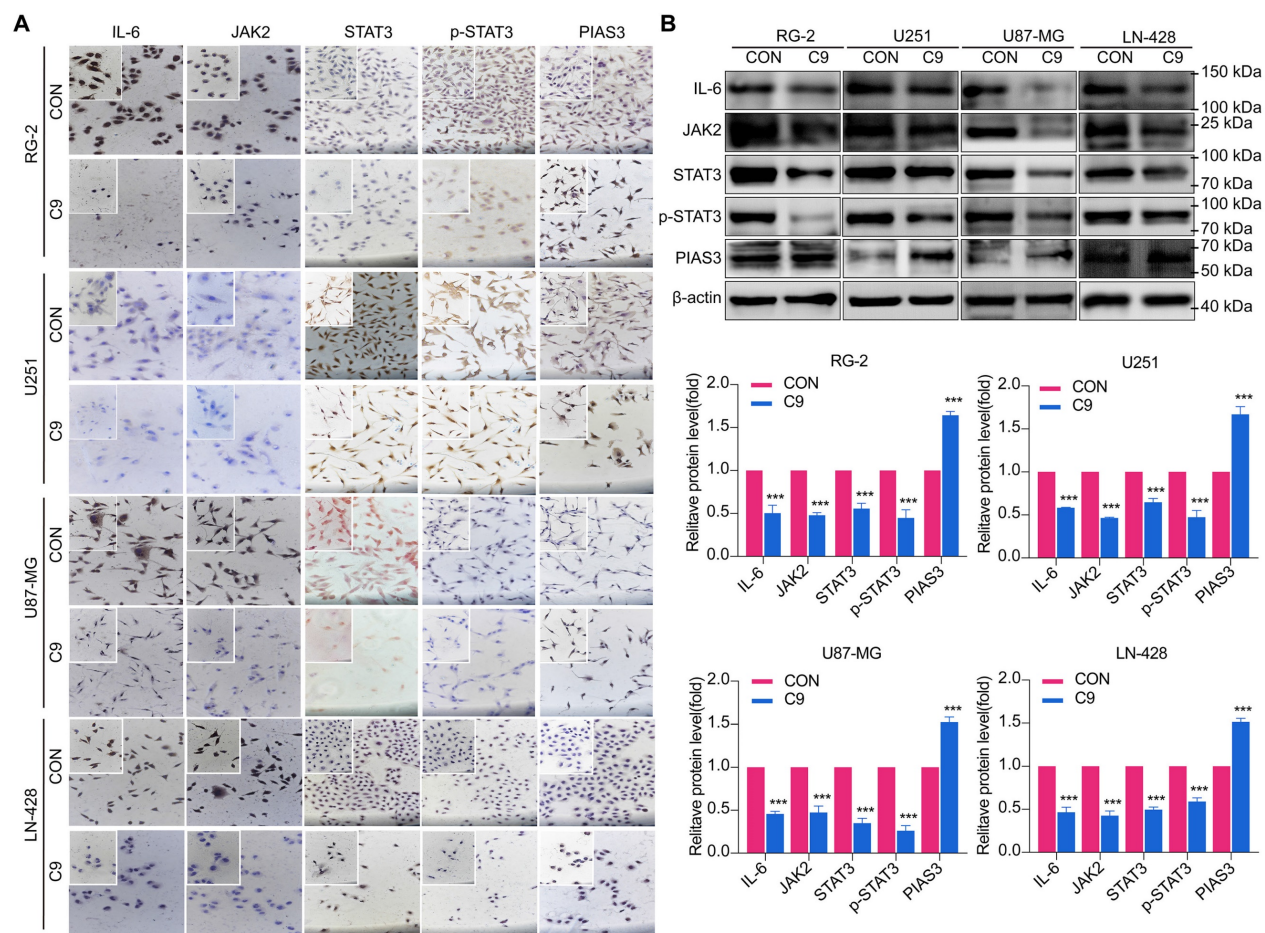 A
IL-6 JAK2 STAT3 p-STAT3 PIAS3
RG-2
CON
C9
U251
CON
C9
U87-MG
CON
C9
LN-428
CON
C9
B
RG-2 U251 U87-MG LN-428
CON C9 CON C9 CON C9 CON C9
IL-6
150 kDa
100 kDa
JAK2
25 kDa
STAT3
100 kDa
70 kDa
p-STAT3
100 kDa
70 kDa
PIAS3
70 kDa
50 kDa
β-actin
40 kDa
RG-2
Relitave protein level(fold)
2.0
1.5
1.0
0.5
0.0
CON
C9
*** *** *** *** ***
IL-6 JAK2 STAT3 p-STAT3 PIAS3
U251
Relitave protein level(fold)
2.0
1.5
1.0
0.5
0.0
CON
C9
*** *** *** *** ***
IL-6 JAK2 STAT3 p-STAT3 PIAS3
U87-MG
Relitave protein level(fold)
2.0
1.5
1.0
0.5
0.0
CON
C9
*** *** *** *** ***
IL-6 JAK2 STAT3 p-STAT3 PIAS3
LN-428
Relitave protein level(fold)
2.0
1.5
1.0
0.5
0.0
CON
C9
*** *** *** *** ***
IL-6 JAK2 STAT3 p-STAT3 PIAS3